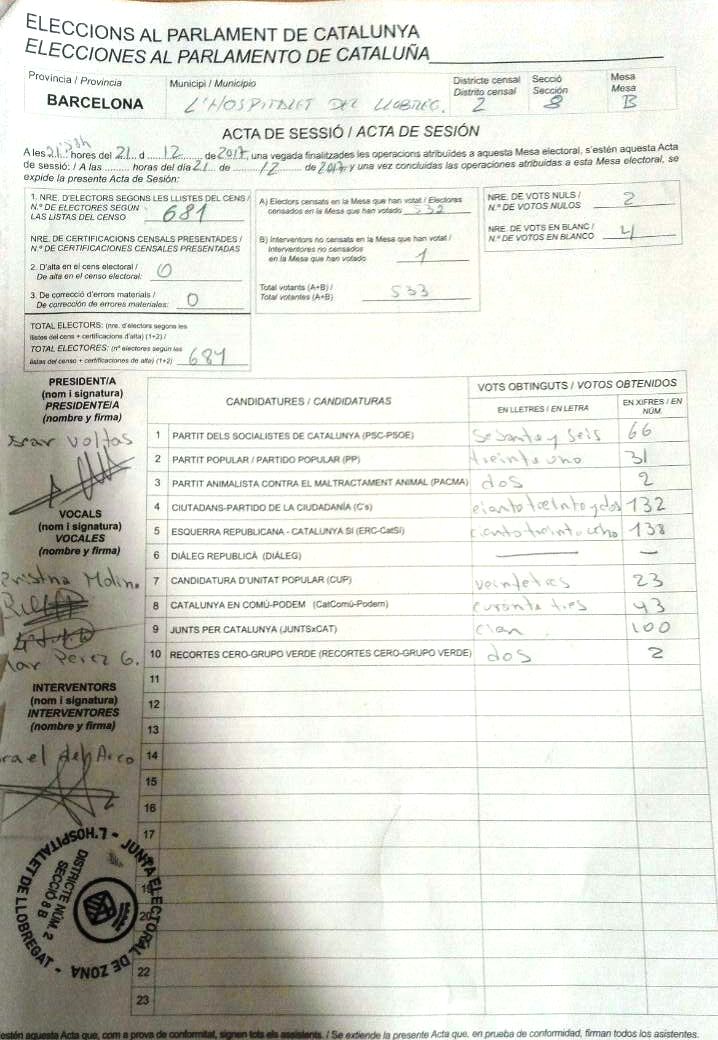 ELECCIONS AL PARLAMENT DE CATALUNYA
ELECCIONES AL PARLAMENTO DE CATALUÑA
Provincia / Provincia
BARCELONA
Municipi / Municipio
L'HOSPITALET DEL LLOBREG.
Districte censal
Distrito censal
2
Secció
Sección
8
Mesa
Mesa
B
ACTA DE SESSIÓ / ACTA DE SESIÓN
A les 21:38h hores del 21 d 12 de 2017, una vegada finalitzades les operacions atribuïdes a aquesta Mesa electoral, s'estén aquesta Acta
de sessió: / A las ........ horas del día 21 de 12 de 2017 y una vez concluidas las operaciones atribuidas a esta Mesa electoral, se
expide la presente Acta de Sesión:
1. NRE. D'ELECTORS SEGONS LES LLISTES DEL CENS /
N.º DE ELECTORES SEGÚN
LAS LISTAS DEL CENSO 681
NRE. DE CERTIFICACIONS CENSALS PRESENTADES /
N.º DE CERTIFICACIONES CENSALES PRESENTADAS
2. D'alta en el cens electoral /
De alta en el censo electoral: 0
3. De correcció d'errors materials /
De corrección de errores materiales: 0
TOTAL ELECTORS: (nre. d'electors segons les
llistes del cens + certificacions d'alta) (1+2) /
TOTAL ELECTORES: (nº electores según las
listas del censo + certificaciones de alta) (1+2) 681
A) Electors censats en la Mesa que han votat / Electores
censados en la Mesa que han votado 532
B) Interventors no censats en la Mesa que han votat /
Interventores no censados
en la Mesa que han votado 1
Total votants (A+B) /
Total votantes (A+B) 533
NRE. DE VOTS NULS /
N.º DE VOTOS NULOS 2
NRE. DE VOTS EN BLANC /
N.º DE VOTOS EN BLANCO 4
PRESIDENT/A
(nom i signatura)
PRESIDENTE/A
(nombre y firma)
Voltas
VOCALS
(nom i signatura)
VOCALES
(nombre y firma)
Molin
Perez G.
INTERVENTORS
(nom i signatura)
INTERVENTORES
(nombre y firma)
del Arco
CANDIDATURES / CANDIDATURAS
VOTS OBTINGUTS / VOTOS OBTENIDOS
EN LLETRES / EN LETRA
EN XIFRES / EN
NÚM.
1 PARTIT DELS SOCIALISTES DE CATALUNYA (PSC-PSOE) sesenta y seis 66
2 PARTIT POPULAR / PARTIDO POPULAR (PP) treinta uno 31
3 PARTIT ANIMALISTA CONTRA EL MALTRACTAMENT ANIMAL (PACMA) dos 2
4 CIUTADANS-PARTIDO DE LA CIUDADANÍA (C's) ciento treinta y dos 132
5 ESQUERRA REPUBLICANA - CATALUNYA SÍ (ERC-CatSí) ciento treinta ocho 138
6 DIÀLEG REPUBLICÀ (DIÀLEG) — —
7 CANDIDATURA D'UNITAT POPULAR (CUP) veintetres 23
8 CATALUNYA EN COMÚ-PODEM (CatComú-Podem) curanta tres 43
9 JUNTS PER CATALUNYA (JUNTSxCAT) cien 100
10 RECORTES CERO-GRUPO VERDE (RECORTES CERO-GRUPO VERDE) dos 2
11
12
13
14
15
16
17
19
20
22
23
JUNTA ELECTORAL DE ZONA - L'HOSPITALET DE LLOBREGAT -
DISTRICTE NÚM. 2
SECCIÓ 8 B
estén aquesta Acta que, com a prova de conformitat, signen tots els assistents. / Se extiende la presente Acta que, en prueba de conformidad, firman todos los asistentes.